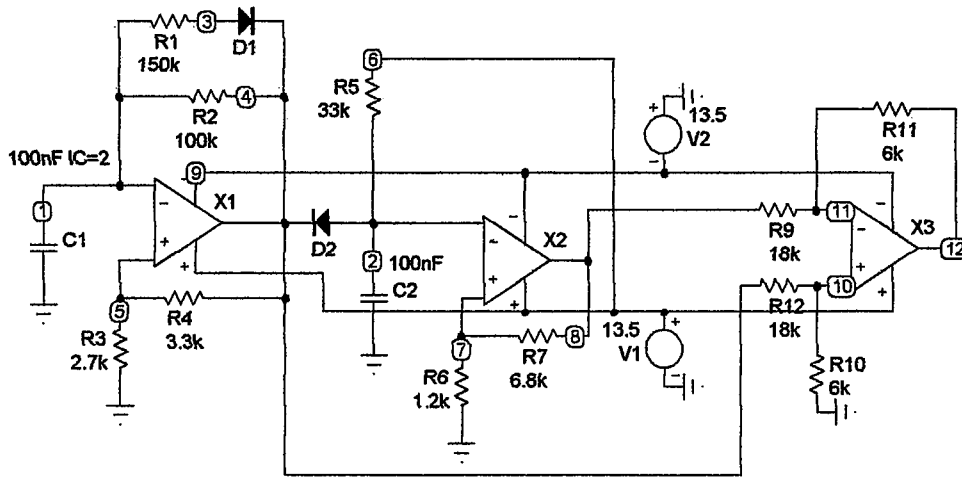 3
R1
150k
D1
R2
100k
4
100nF IC=2
1
C1
9
X1
5
R3
2.7k
R4
3.3k
D2
6
R5
33k
2
100nF
C2
X2
7
R6
1.2k
R7
6.8k
8
13.5
V2
13.5
V1
R9
18k
R12
18k
11
10
R11
6k
X3
12
R10
6k